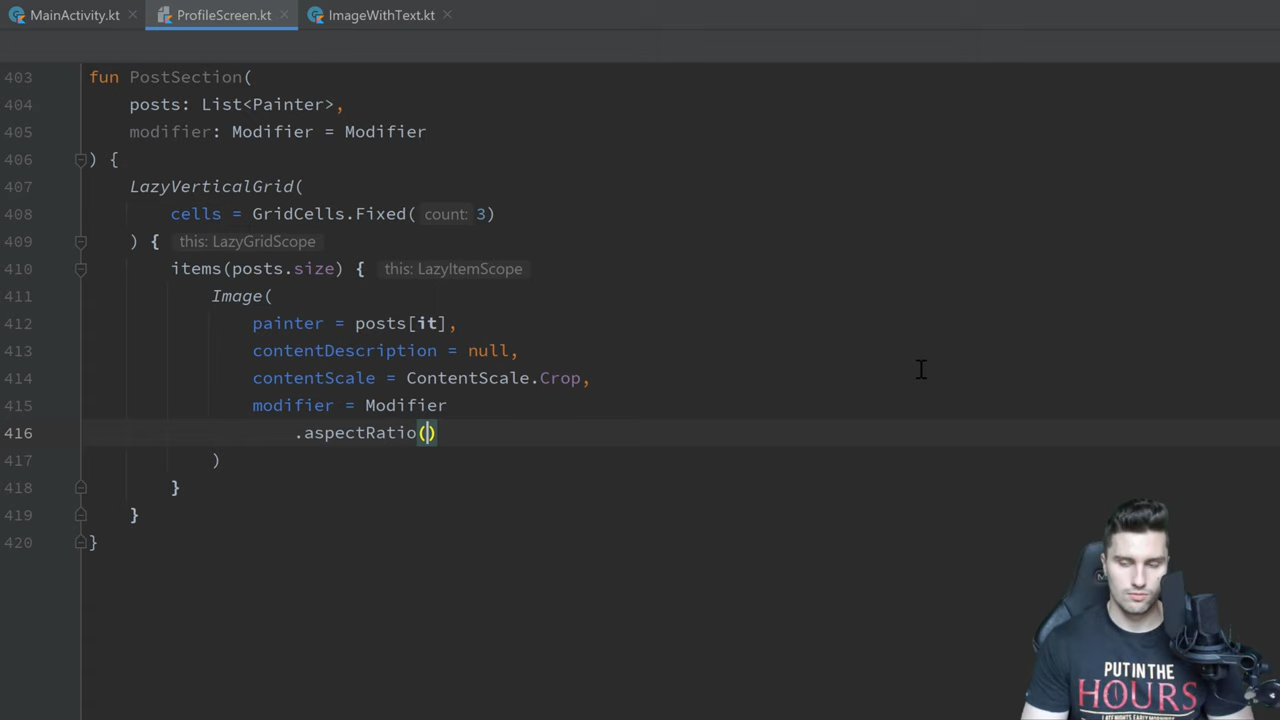 MainActivity.kt ProfileScreen.kt ImageWithText.kt
403 fun PostSection(
404 posts: List<Painter>,
405 modifier: Modifier = Modifier
406 ) {
407 LazyVerticalGrid(
408 cells = GridCells.Fixed( count: 3)
409 ) { this: LazyGridScope
410 items(posts.size) { this: LazyItemScope
411 Image(
412 painter = posts[it],
413 contentDescription = null,
414 contentScale = ContentScale.Crop,
415 modifier = Modifier
416 .aspectRatio()
417 )
418 }
419 }
420 }
PUT IN THE
HOURS